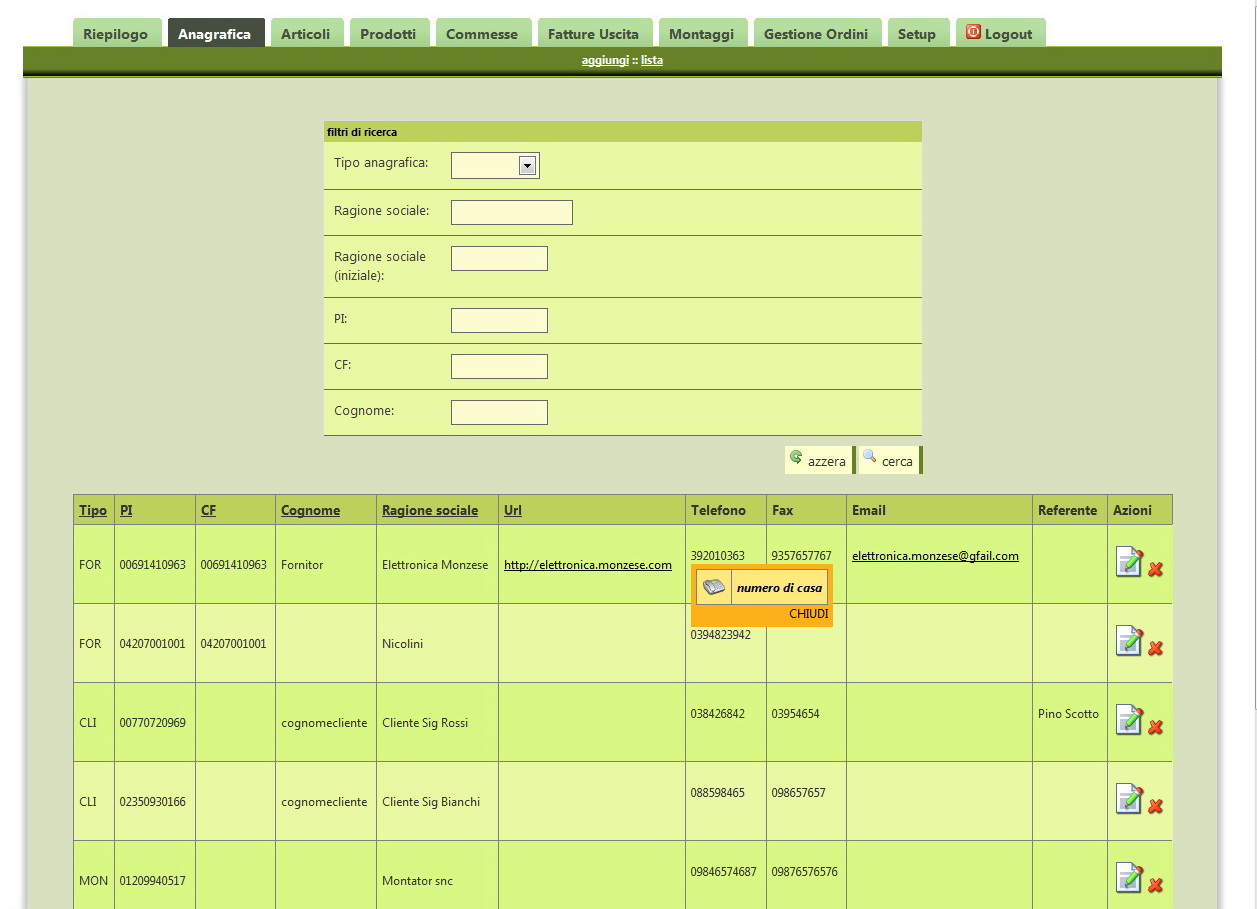 Riepilogo Anagrafica Articoli Prodotti Commesse Fatture Uscita Montaggi Gestione Ordini Setup Logout
aggiungi :: lista
filtri di ricerca
Tipo anagrafica:
Ragione sociale:
Ragione sociale
(iniziale):
PI:
CF:
Cognome:
azzera cerca
Tipo PI CF Cognome Ragione sociale Url Telefono Fax Email Referente Azioni
FOR 00691410963 00691410963 Fornitor Elettronica Monzese http://elettronica.monzese.com 392010363 9357657767 elettronica.monzese@gfail.com
numero di casa
CHIUDI
FOR 04207001001 04207001001 Nicolini 0394823942
CLI 00770720969 cognomecliente Cliente Sig Rossi 038426842 03954654 Pino Scotto
CLI 02350930166 cognomecliente Cliente Sig Bianchi 088598465 098657657
MON 01209940517 Montator snc 09846574687 09876576576